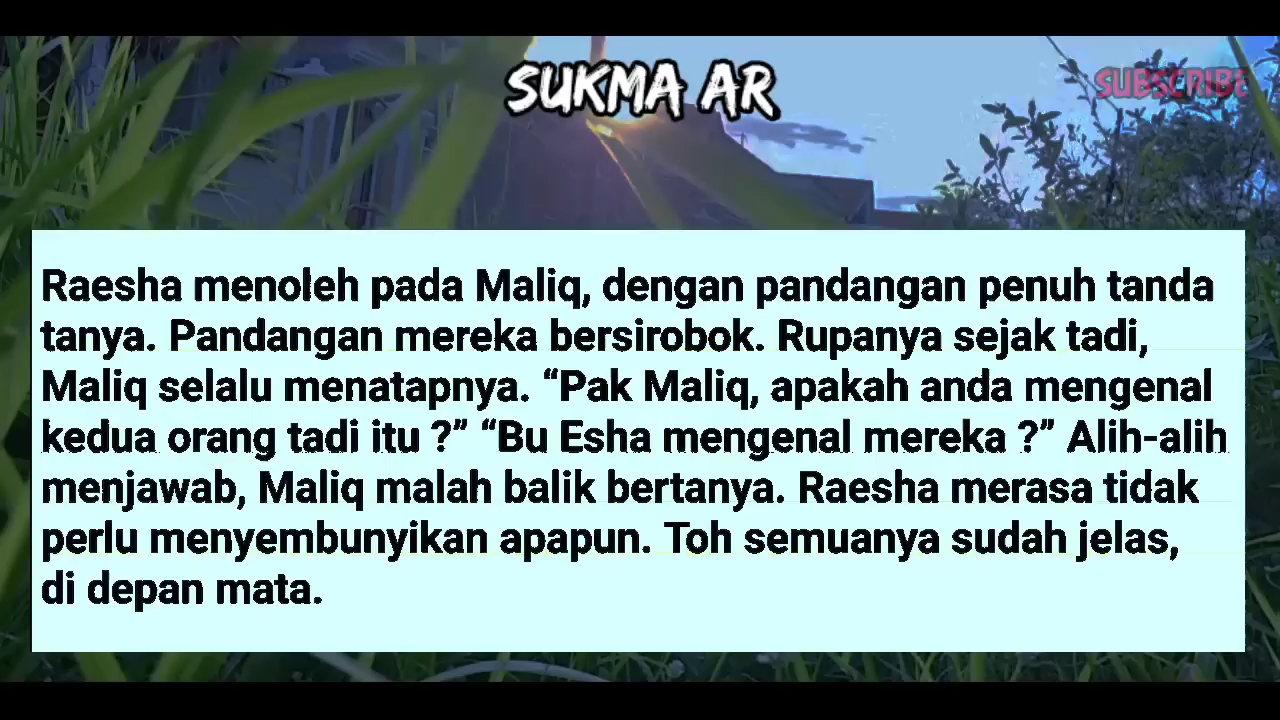 SUKMA AR
SUBSCRIBE
Raesha menoleh pada Maliq, dengan pandangan penuh tanda
tanya. Pandangan mereka bersirobok. Rupanya sejak tadi,
Maliq selalu menatapnya. “Pak Maliq, apakah anda mengenal
kedua orang tadi itu ?” “Bu Esha mengenal mereka ?” Alih-alih
menjawab, Maliq malah balik bertanya. Raesha merasa tidak
perlu menyembunyikan apapun. Toh semuanya sudah jelas,
di depan mata.